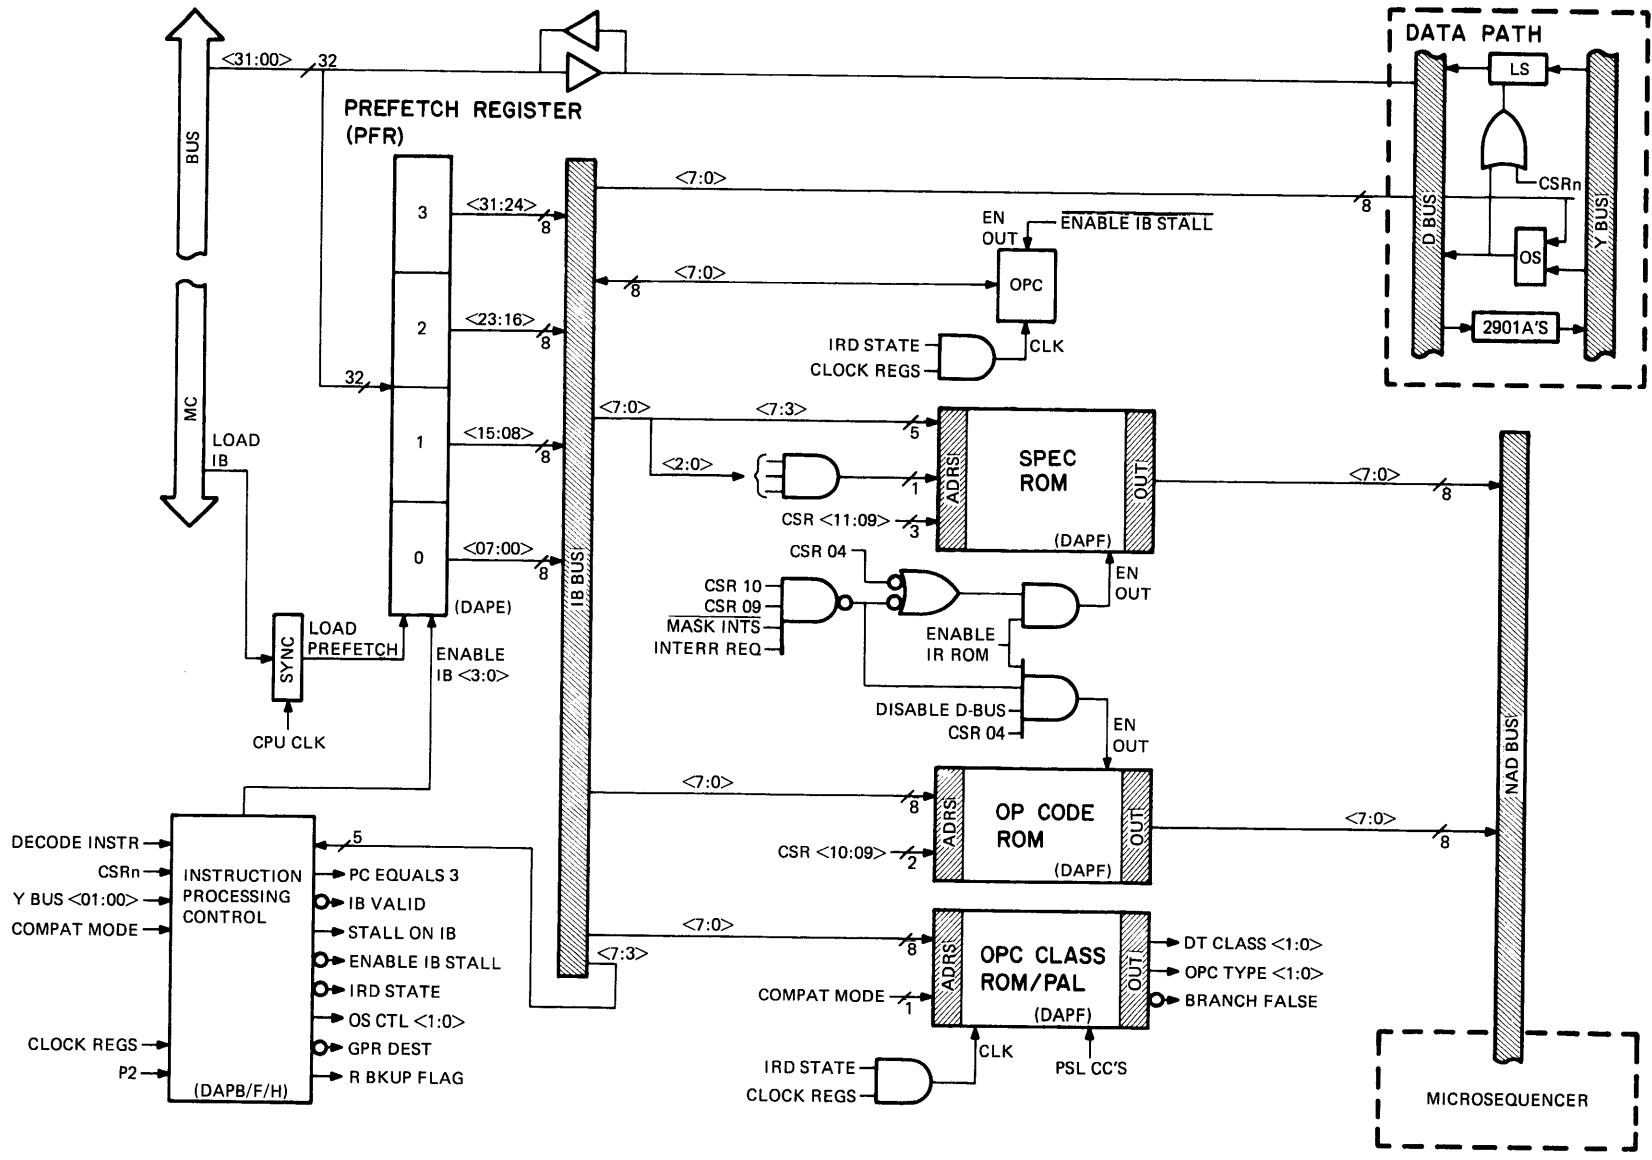 DATA PATH
<31:00>
32
LS
PREFETCH REGISTER
(PFR)
BUS
CSRn
<7:0>
8
D BUS
Y BUS
OS
2901A'S
3
<31:24>
8
EN
OUT
ENABLE IB STALL
<7:0>
8
OPC
2
<23:16>
8
IRD STATE
CLOCK REGS
CLK
32
MC
LOAD
IB
1
<15:08>
8
<7:0>
<7:3>
5
<2:0>
1
CSR <11:09>
3
ADRS
SPEC
ROM
(DAPF)
OUT
<7:0>
8
0
<07:00>
8
(DAPE)
IB BUS
CSR 04
CSR 10
CSR 09
MASK INTS
INTERR REQ
EN
OUT
ENABLE
IR ROM
SYNC
LOAD
PREFETCH
ENABLE
IB <3:0>
CPU CLK
DISABLE D-BUS
CSR 04
EN
OUT
NAD BUS
<7:0>
8
ADRS
OP CODE
ROM
(DAPF)
OUT
<7:0>
8
CSR <10:09>
2
DECODE INSTR
CSRn
Y BUS <01:00>
COMPAT MODE
CLOCK REGS
P2
INSTRUCTION
PROCESSING
CONTROL
(DAPB/F/H)
5
PC EQUALS 3
IB VALID
STALL ON IB
ENABLE IB STALL
IRD STATE
OS CTL <1:0>
GPR DEST
R BKUP FLAG
<7:0>
8
<7:3>
COMPAT MODE
1
ADRS
OPC CLASS
ROM/PAL
(DAPF)
OUT
DT CLASS <1:0>
OPC TYPE <1:0>
BRANCH FALSE
CLK
IRD STATE
CLOCK REGS
PSL CC'S
MICROSEQUENCER